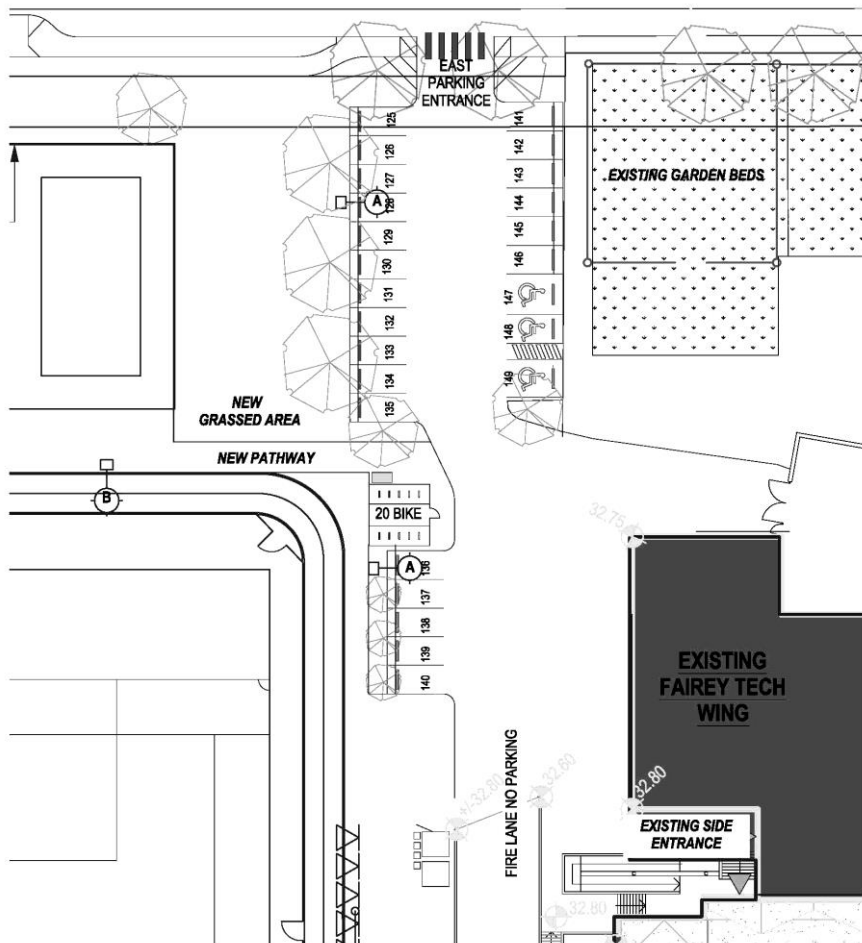 EAST
PARKING
ENTRANCE
125
126
127
128
129
130
131
132
133
134
135
141
142
143
144
145
146
147
148
149
A
EXISTING GARDEN BEDS
NEW
GRASSED AREA
NEW PATHWAY
B
20 BIKE
A
136
137
138
139
140
32.75
EXISTING
FAIREY TECH
WING
FIRE LANE NO PARKING
+/-32.80
32.60
32.80
EXISTING SIDE
ENTRANCE
32.80